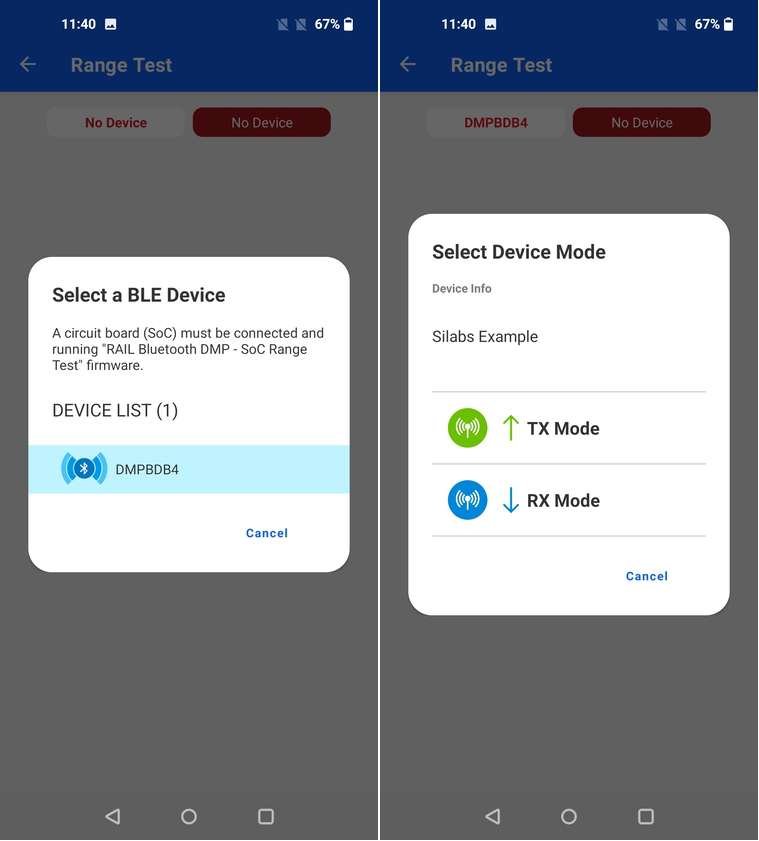 11:40
67%
Range Test
No Device
No Device
Select a BLE Device
A circuit board (SoC) must be connected and
running "RAIL Bluetooth DMP - SoC Range
Test" firmware.
DEVICE LIST (1)
DMPBDB4
Cancel
11:40
67%
Range Test
DMPBDB4
No Device
Select Device Mode
Device Info
Silabs Example
TX Mode
RX Mode
Cancel